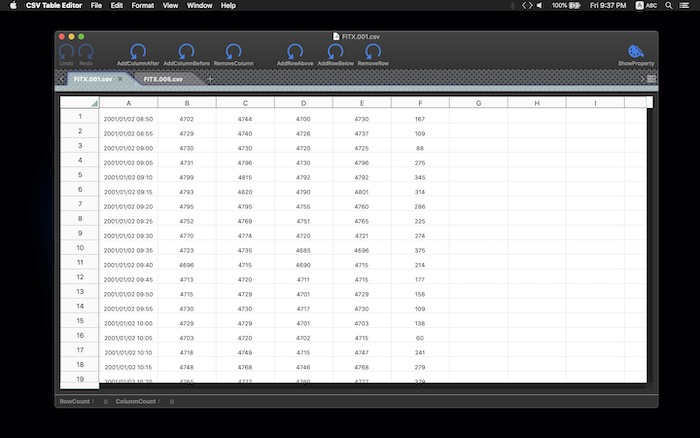 CSV Table Editor File Edit Format View Window Help 100% Fri 9:37 PM A ABC
FITX.001.csv
Undo Redo AddColumnAfter AddColumnBefore RemoveColumn AddRowAbove AddRowBelow RemoveRow ShowProperty
FITX.001.csv × FITX.005.csv +
A B C D E F G H I
1 2001/01/02 08:50 4702 4744 4700 4730 167
2 2001/01/02 08:55 4729 4740 4726 4737 109
3 2001/01/02 09:00 4730 4730 4720 4725 88
4 2001/01/02 09:05 4731 4796 4730 4796 275
5 2001/01/02 09:10 4799 4815 4792 4792 345
6 2001/01/02 09:15 4793 4820 4790 4801 314
7 2001/01/02 09:20 4795 4795 4755 4760 286
8 2001/01/02 09:25 4752 4769 4751 4765 225
9 2001/01/02 09:30 4770 4774 4720 4721 274
10 2001/01/02 09:35 4723 4735 4685 4696 375
11 2001/01/02 09:40 4696 4715 4690 4715 214
12 2001/01/02 09:45 4713 4720 4711 4715 177
13 2001/01/02 09:50 4715 4729 4701 4729 158
14 2001/01/02 09:55 4730 4730 4717 4730 109
15 2001/01/02 10:00 4729 4729 4701 4703 138
16 2001/01/02 10:05 4703 4720 4702 4715 60
17 2001/01/02 10:10 4718 4749 4715 4747 241
18 2001/01/02 10:15 4748 4768 4746 4768 279
19 2001/01/02 10:20 4765 4777 4760 4777 379
RowCount : 0 ColunmCount : 0